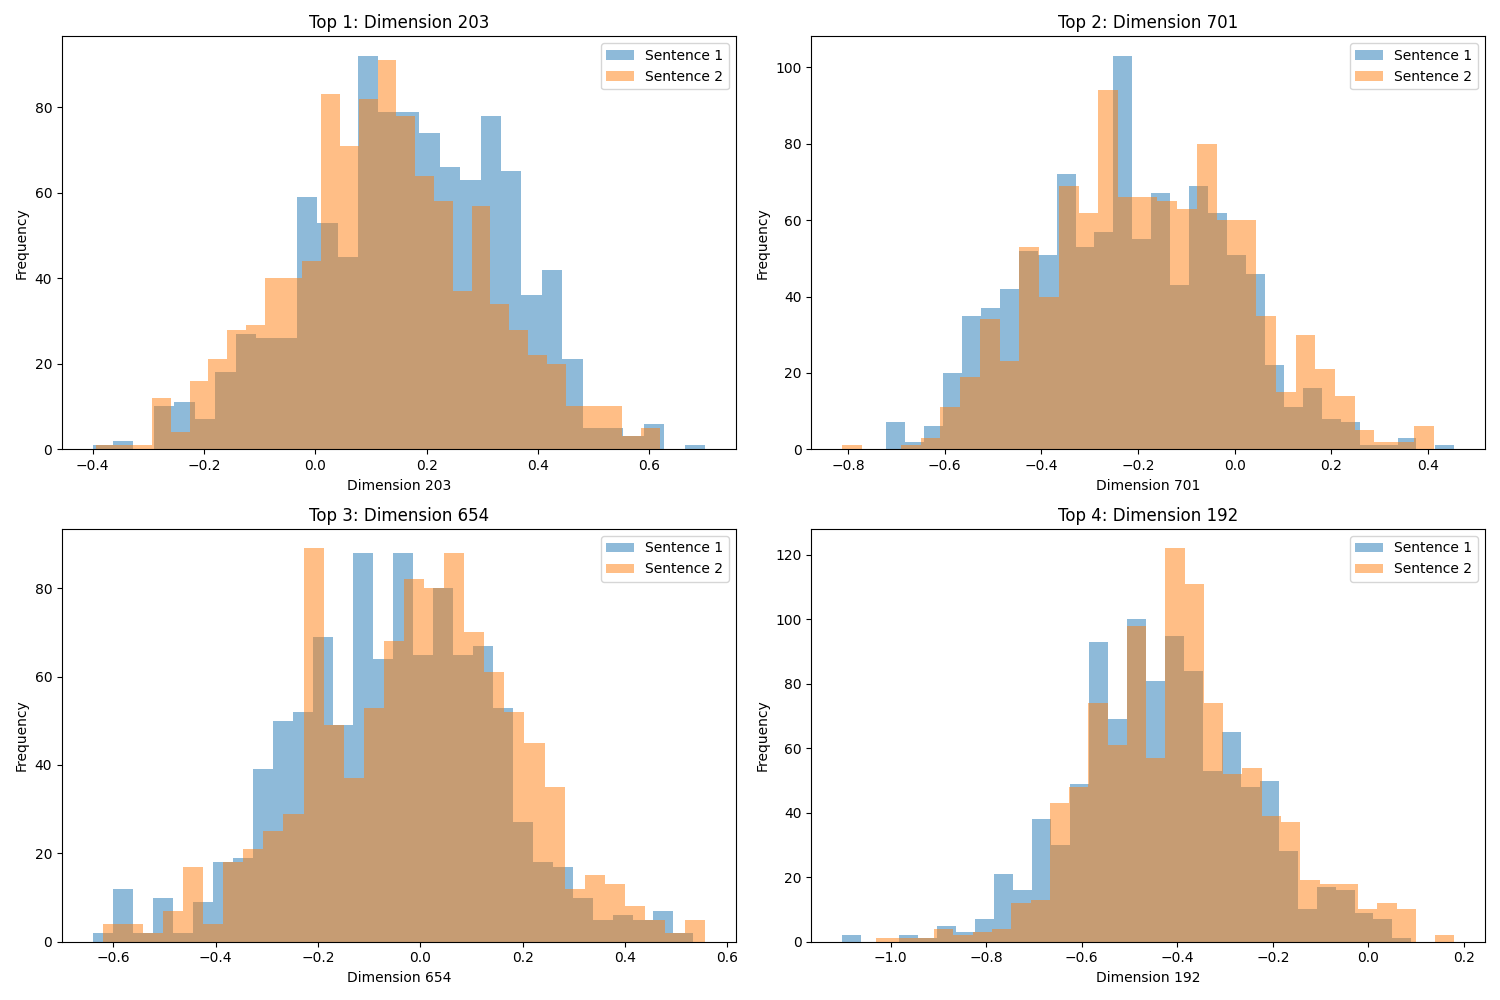 Top 1: Dimension 203
Sentence 1
Sentence 2
Frequency
80
60
40
20
0
−0.4 −0.2 0.0 0.2 0.4 0.6
Dimension 203
Top 2: Dimension 701
Sentence 1
Sentence 2
Frequency
100
80
60
40
20
0
−0.8 −0.6 −0.4 −0.2 0.0 0.2 0.4
Dimension 701
Top 3: Dimension 654
Sentence 1
Sentence 2
Frequency
80
60
40
20
0
−0.6 −0.4 −0.2 0.0 0.2 0.4 0.6
Dimension 654
Top 4: Dimension 192
Sentence 1
Sentence 2
Frequency
120
100
80
60
40
20
0
−1.0 −0.8 −0.6 −0.4 −0.2 0.0 0.2
Dimension 192